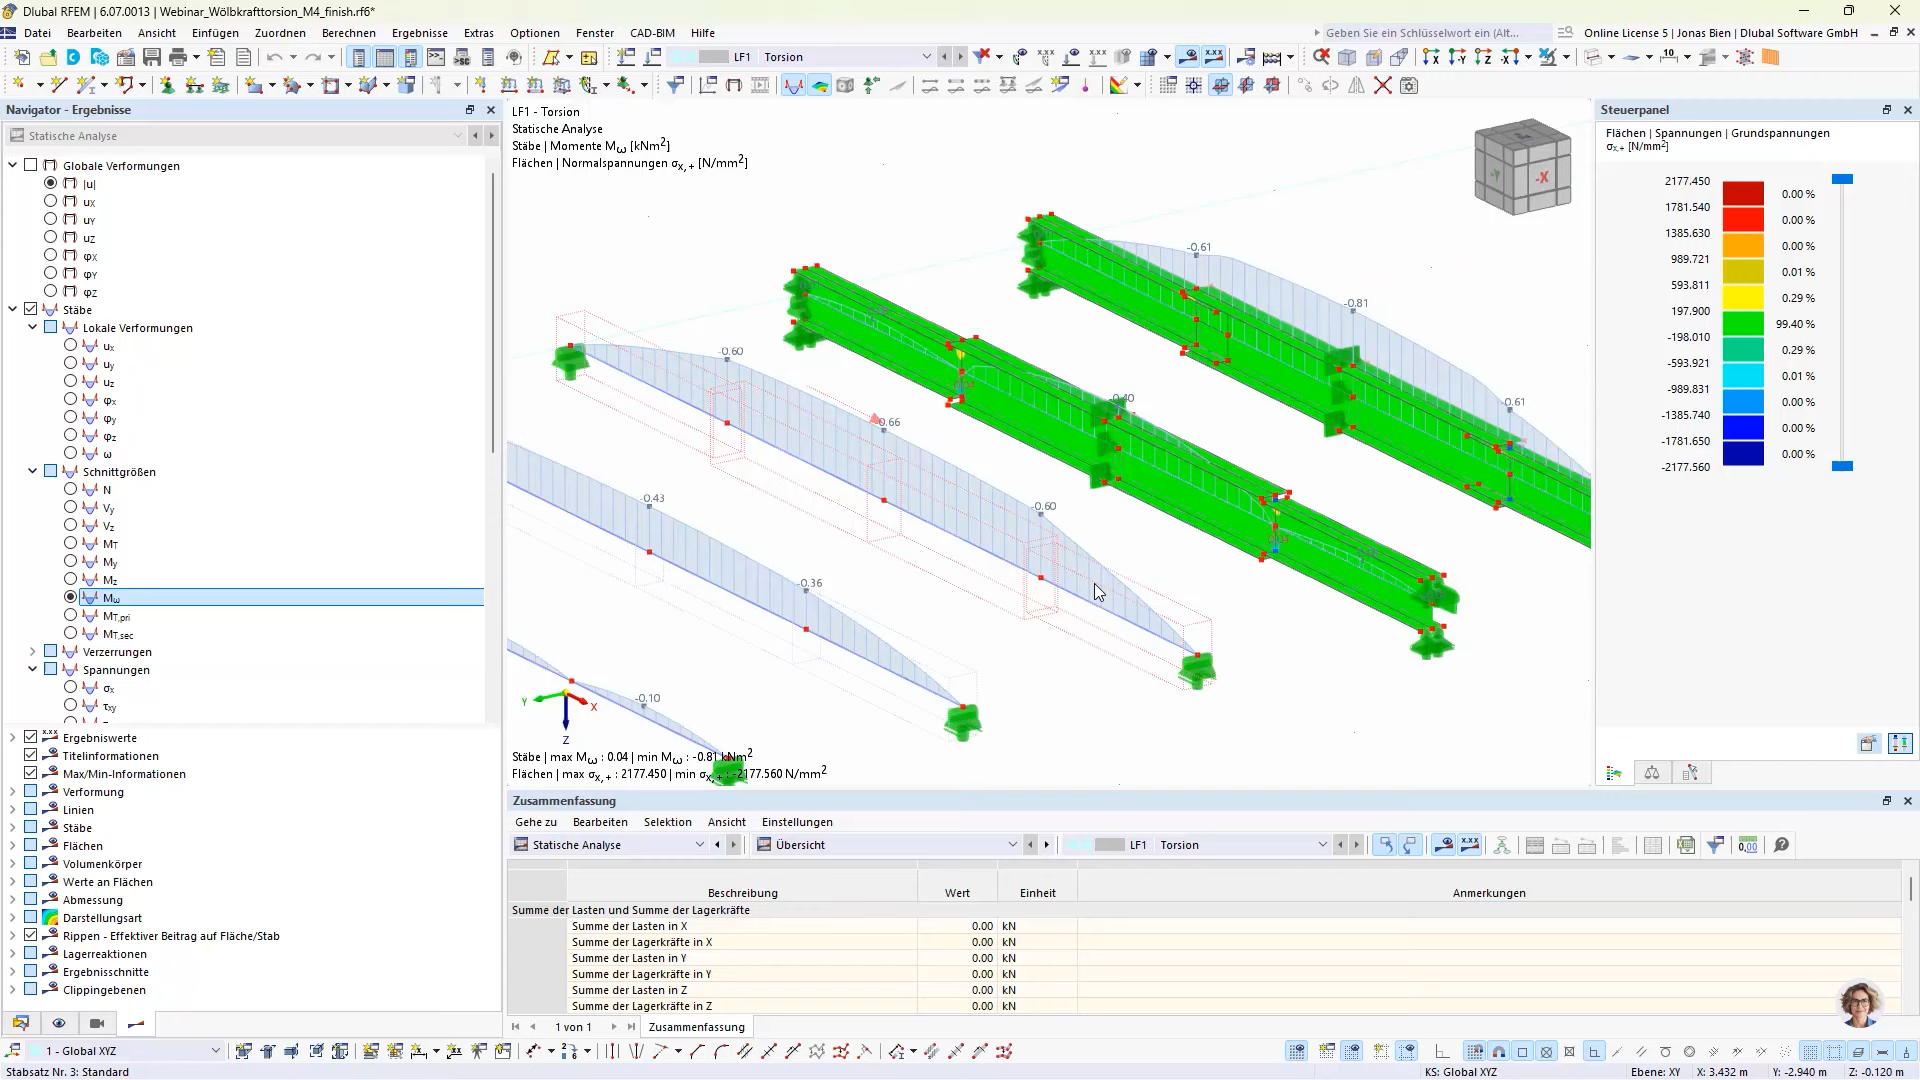 Dlubal RFEM | 6.07.0013 | Webinar_Wölbkrafttorsion_M4_finish.rf6*
Datei Bearbeiten Ansicht Einfügen Zuordnen Berechnen Ergebnisse Extras Optionen Fenster CAD-BIM Hilfe
Geben Sie ein Schlüsselwort ein (Alt... Online License 5 | Jonas Bien | Dlubal Software GmbH
LF1 Torsion
Navigator - Ergebnisse
Statische Analyse
Globale Verformungen
|u|
uX
uY
uZ
φX
φY
φZ
Stäbe
Lokale Verformungen
ux
uy
uz
φx
φy
φz
ω
Schnittgrößen
N
Vy
Vz
MT
My
Mz
Mω
MT,pri
MT,sec
Verzerrungen
Spannungen
σx
τxy
Ergebniswerte
Titelinformationen
Max/Min-Informationen
Verformung
Linien
Stäbe
Flächen
Volumenkörper
Werte an Flächen
Abmessung
Darstellungsart
Rippen - Effektiver Beitrag auf Fläche/Stab
Lagerreaktionen
Ergebnisschnitte
Clippingebenen
LF1 - Torsion
Statische Analyse
Stäbe | Momente Mω [kNm²]
Flächen | Normalspannungen σx,+ [N/mm²]
-Y -X
-0.61
-0.81
-0.60
-0.40
-0.66
-0.61
-0.43
-0.60
-0.36
-0.10
0.04
Y X
Z
Stäbe | max Mω : 0.04 | min Mω : -0.81 kNm²
Flächen | max σx,+ : 2177.450 | min σx,+ : -2177.560 N/mm²
Steuerpanel
Flächen | Spannungen | Grundspannungen
σx,+ [N/mm²]
2177.450
0.00 %
1781.540
0.00 %
1385.630
0.00 %
989.721
0.01 %
593.811
0.29 %
197.900
99.40 %
-198.010
0.29 %
-593.921
0.01 %
-989.831
0.00 %
-1385.740
0.00 %
-1781.650
0.00 %
-2177.560
Zusammenfassung
Gehe zu Bearbeiten Selektion Ansicht Einstellungen
Statische Analyse Übersicht LF1 Torsion
Beschreibung Wert Einheit Anmerkungen
Summe der Lasten und Summe der Lagerkräfte
Summe der Lasten in X 0.00 kN
Summe der Lagerkräfte in X 0.00 kN
Summe der Lasten in Y 0.00 kN
Summe der Lagerkräfte in Y 0.00 kN
Summe der Lasten in Z 0.00 kN
Summe der Lagerkräfte in Z 0.00 kN
1 von 1 Zusammenfassung
1 - Global XYZ
Stabsatz Nr. 3: Standard KS: Global XYZ Ebene: XY X: 3.432 m Y: -2.940 m Z: -0.120 m